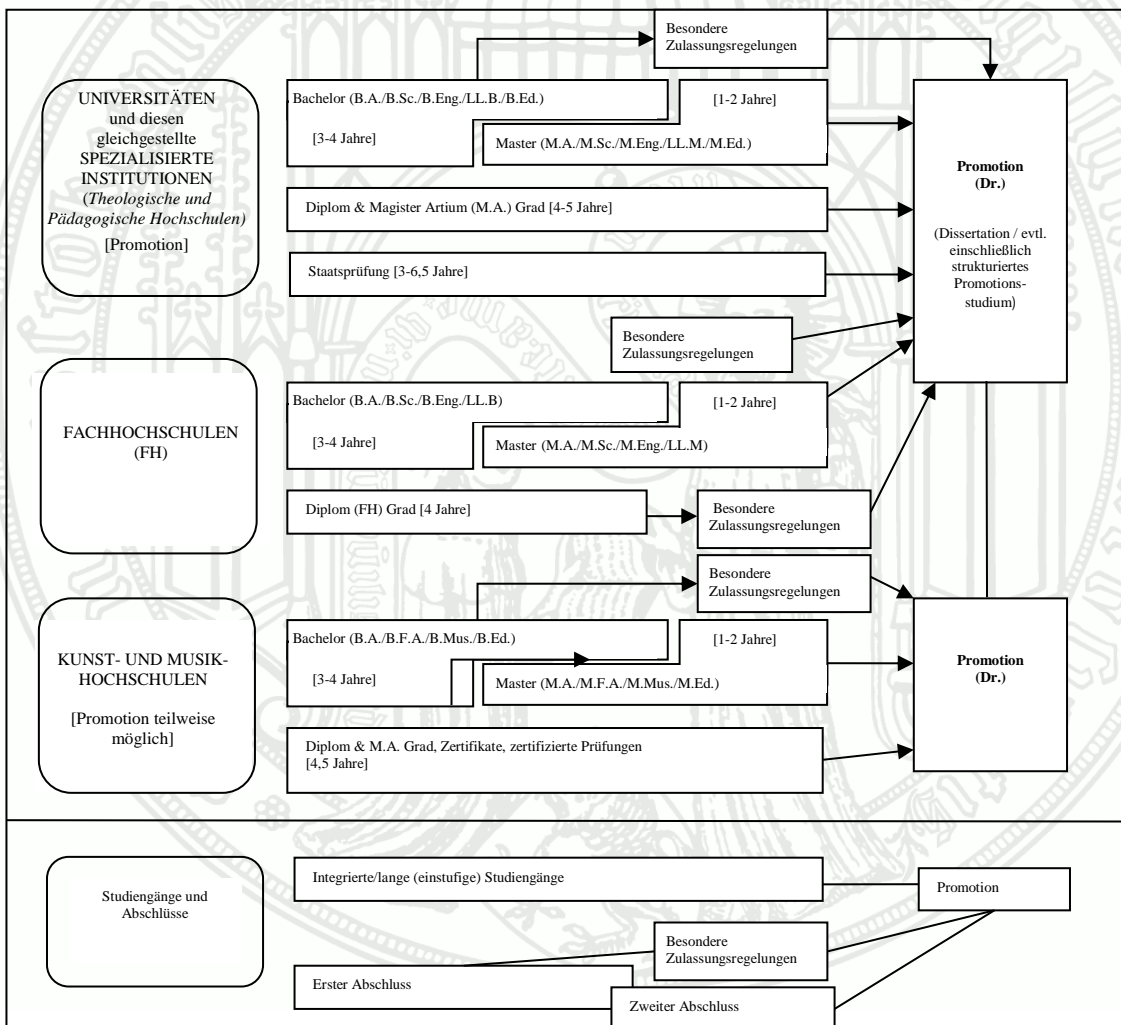 Besondere
Zulassungsregelungen
UNIVERSITÄTEN
und diesen
gleichgestellte
SPEZIALISIERTE
INSTITUTIONEN
(Theologische und
Pädagogische Hochschulen)
[Promotion]
Bachelor (B.A./B.Sc./B.Eng./LL.B./B.Ed.)
[3-4 Jahre]
[1-2 Jahre]
Master (M.A./M.Sc./M.Eng./LL.M./M.Ed.)
Diplom & Magister Artium (M.A.) Grad [4-5 Jahre]
Staatsprüfung [3-6,5 Jahre]
Promotion
(Dr.)
(Dissertation / evtl.
einschließlich
strukturiertes
Promotions-
studium)
Besondere
Zulassungsregelungen
FACHHOCHSCHULEN
(FH)
Bachelor (B.A./B.Sc./B.Eng./LL.B)
[3-4 Jahre]
[1-2 Jahre]
Master (M.A./M.Sc./M.Eng./LL.M)
Diplom (FH) Grad [4 Jahre]
Besondere
Zulassungsregelungen
Besondere
Zulassungsregelungen
KUNST- UND MUSIK-
HOCHSCHULEN
[Promotion teilweise
möglich]
Bachelor (B.A./B.F.A./B.Mus./B.Ed.)
[3-4 Jahre]
[1-2 Jahre]
Master (M.A./M.F.A./M.Mus./M.Ed.)
Diplom & M.A. Grad, Zertifikate, zertifizierte Prüfungen
[4,5 Jahre]
Promotion
(Dr.)
Studiengänge und
Abschlüsse
Integrierte/lange (einstufige) Studiengänge
Promotion
Besondere
Zulassungsregelungen
Erster Abschluss
Zweiter Abschluss